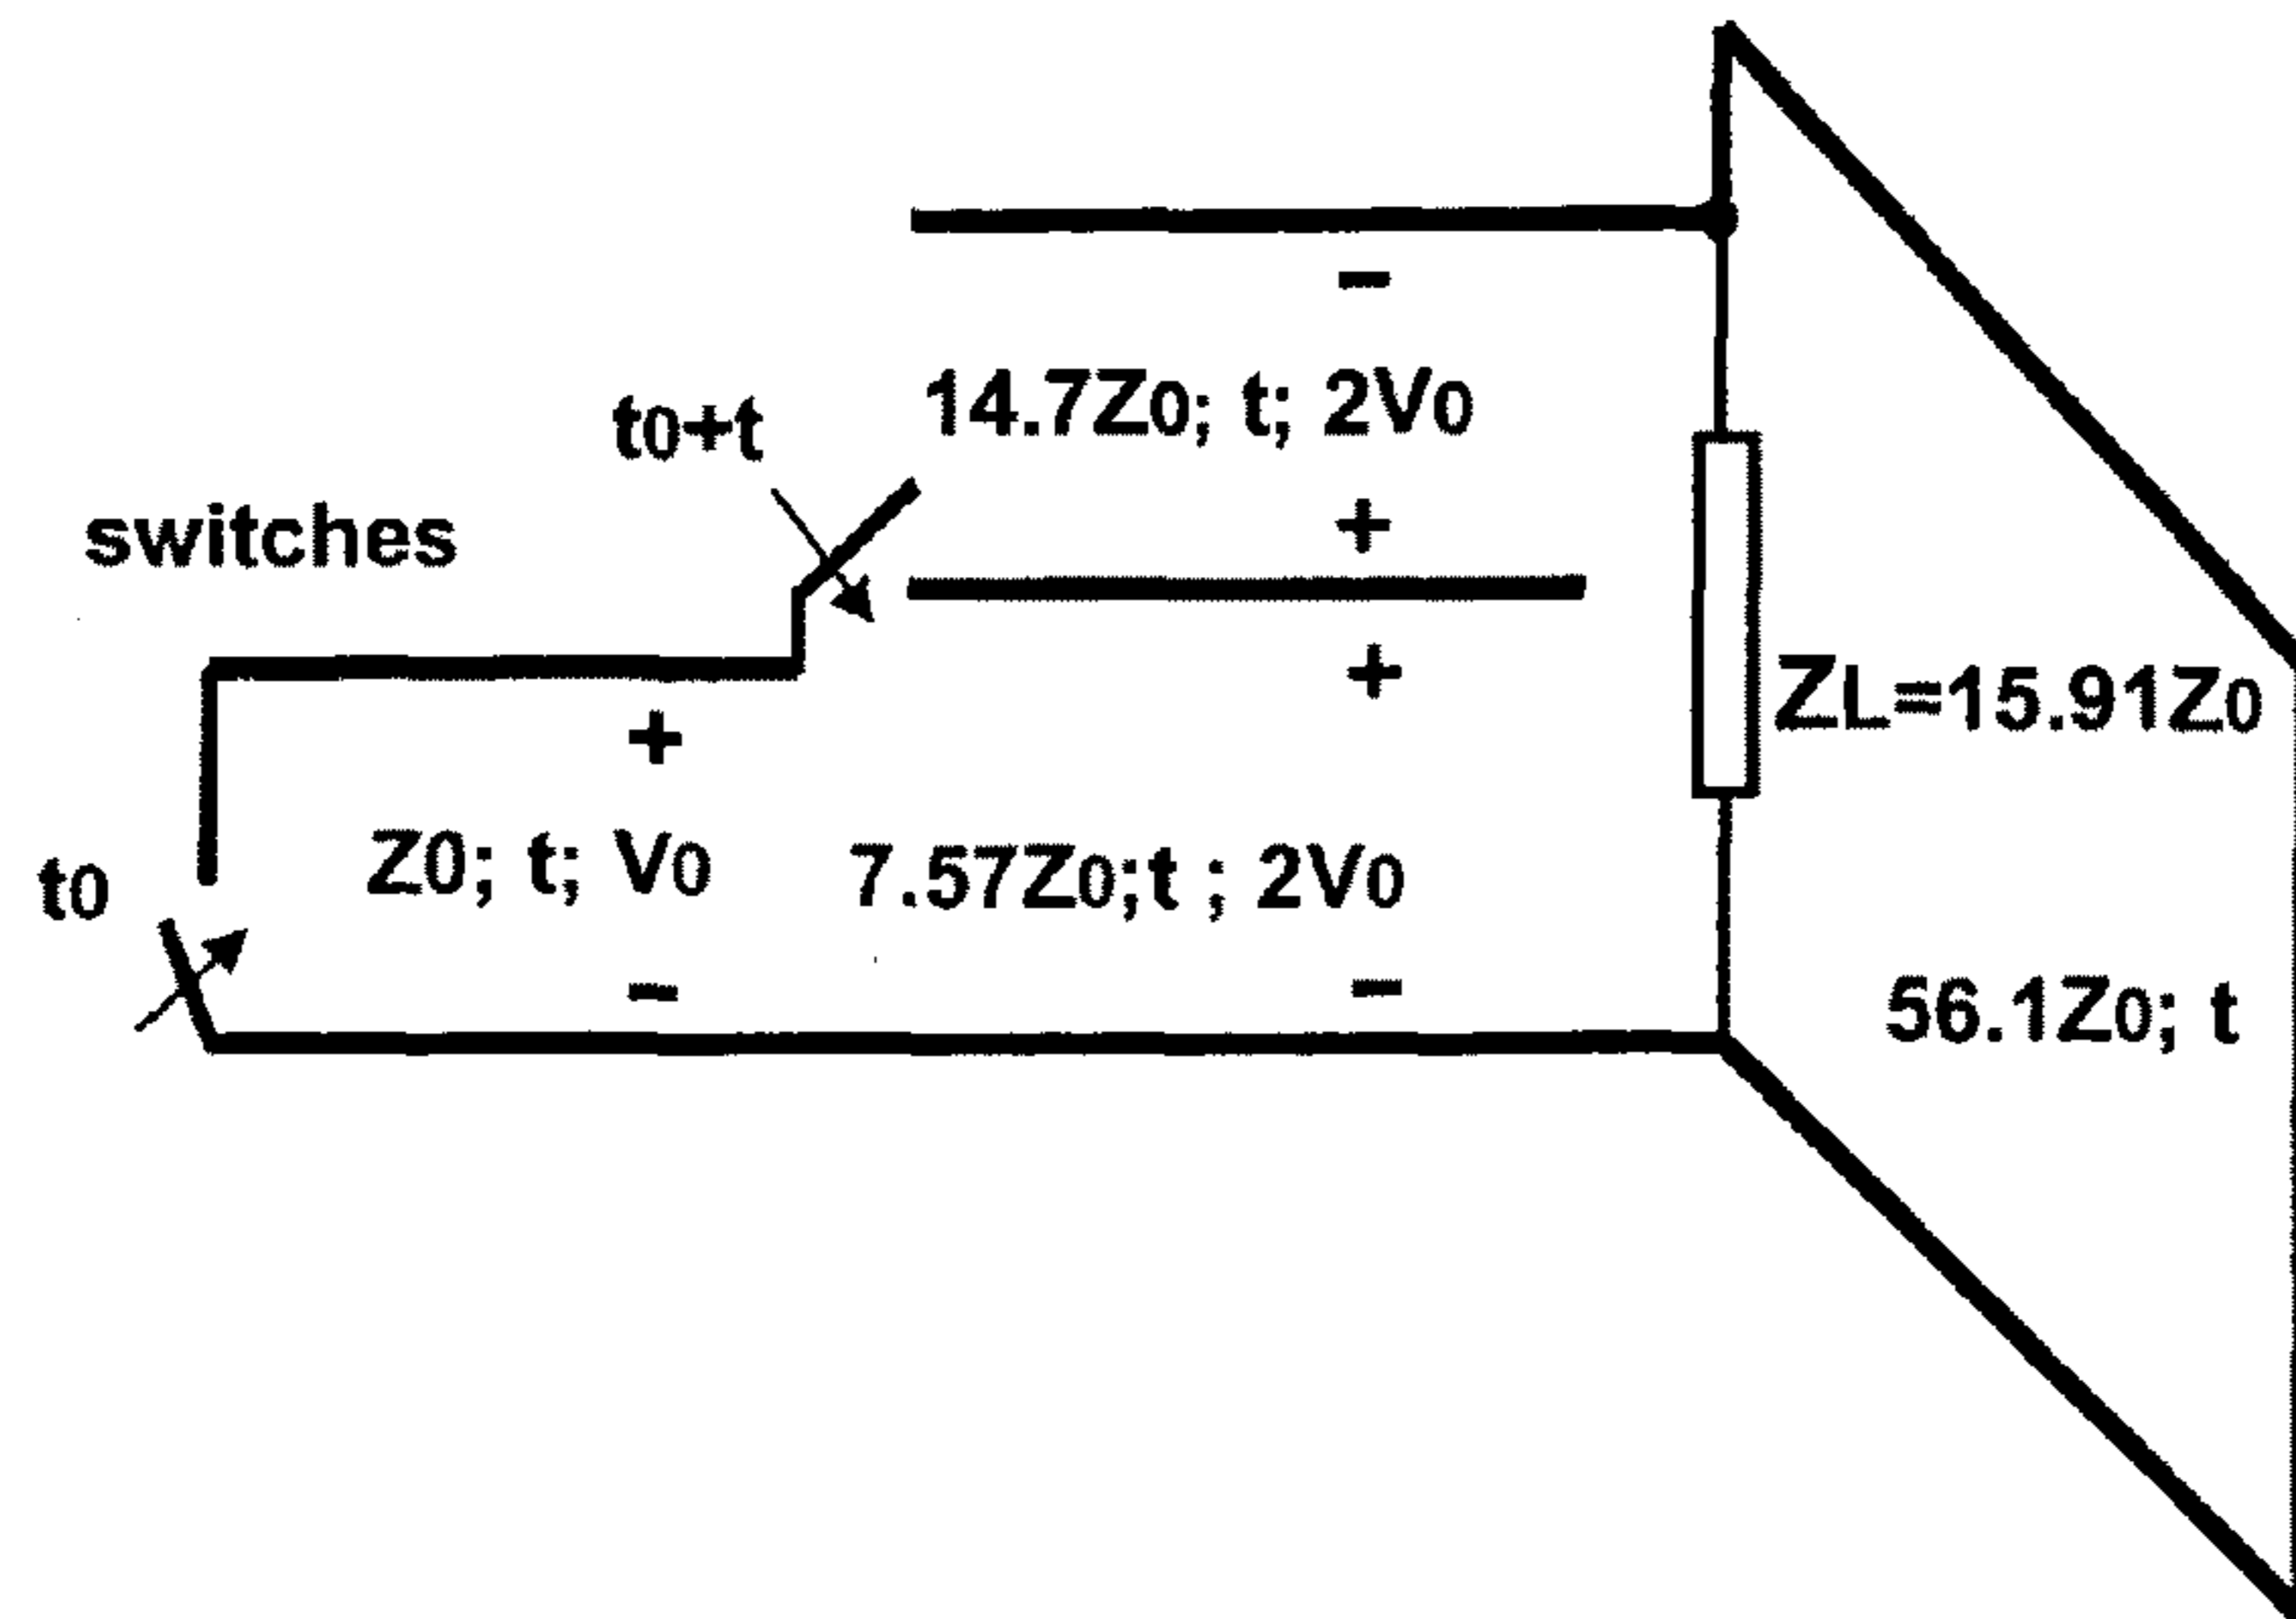 −
14.7Z0; t; 2V0
t0+t
+
switches
+
+
ZL=15.91Z0
Z0; t; V0
7.57Z0;t ; 2V0
t0
−
−
56.1Z0; t